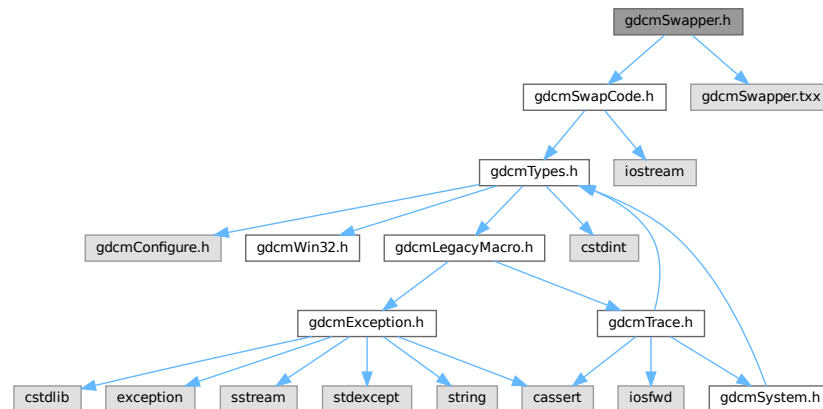 gdcmSwapper.h
gdcmSwapCode.h
gdcmSwapper.txx
gdcmTypes.h
iostream
gdcmConfigure.h
gdcmWin32.h
gdcmLegacyMacro.h
cstdint
gdcmException.h
gdcmTrace.h
cstdlib
exception
sstream
stdexcept
string
cassert
iosfwd
gdcmSystem.h